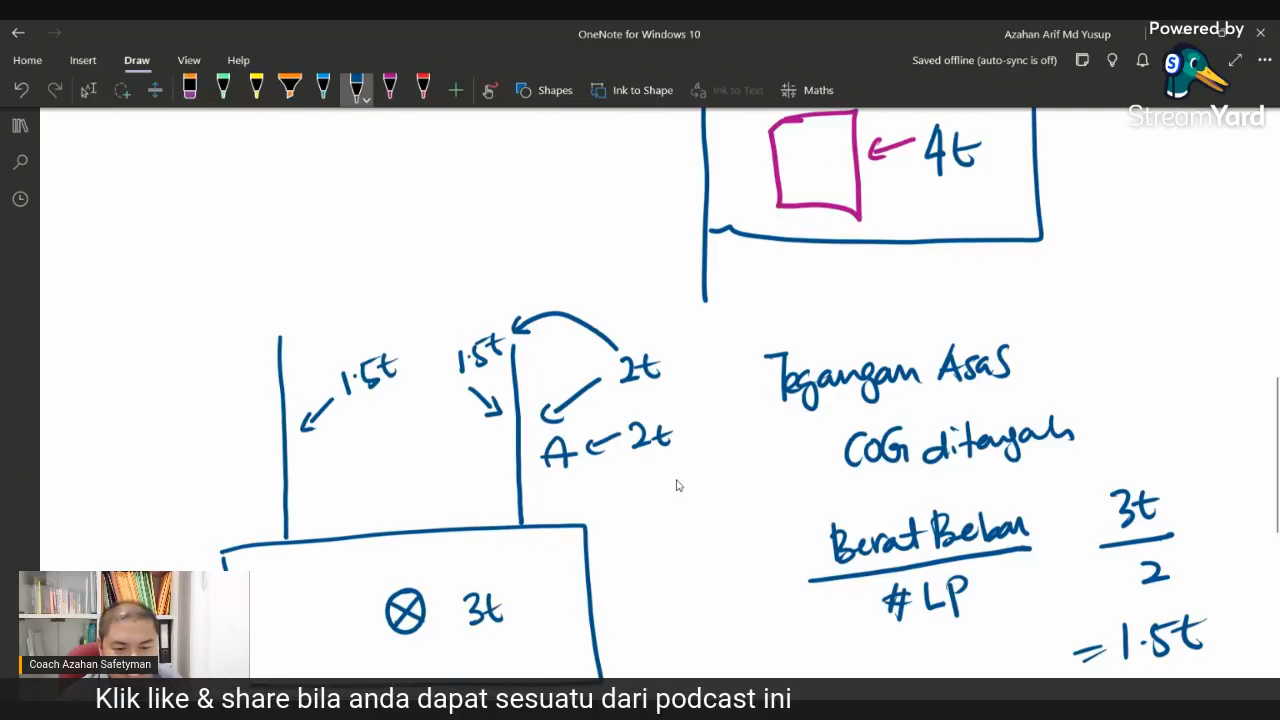 OneNote for Windows 10
Azahan Arif Md Yusup
Powered by
StreamYard
Home Insert Draw View Help
Saved offline (auto-sync is off)
Shapes Ink to Shape Ink to Text Maths
4t
1.5t
1.5t
2t
A ← 2t
3t
Tegangan Asas
COG ditengah
Berat Beban
# LP
3t
2
= 1.5t
Coach Azahan Safetyman
Klik like & share bila anda dapat sesuatu dari podcast ini